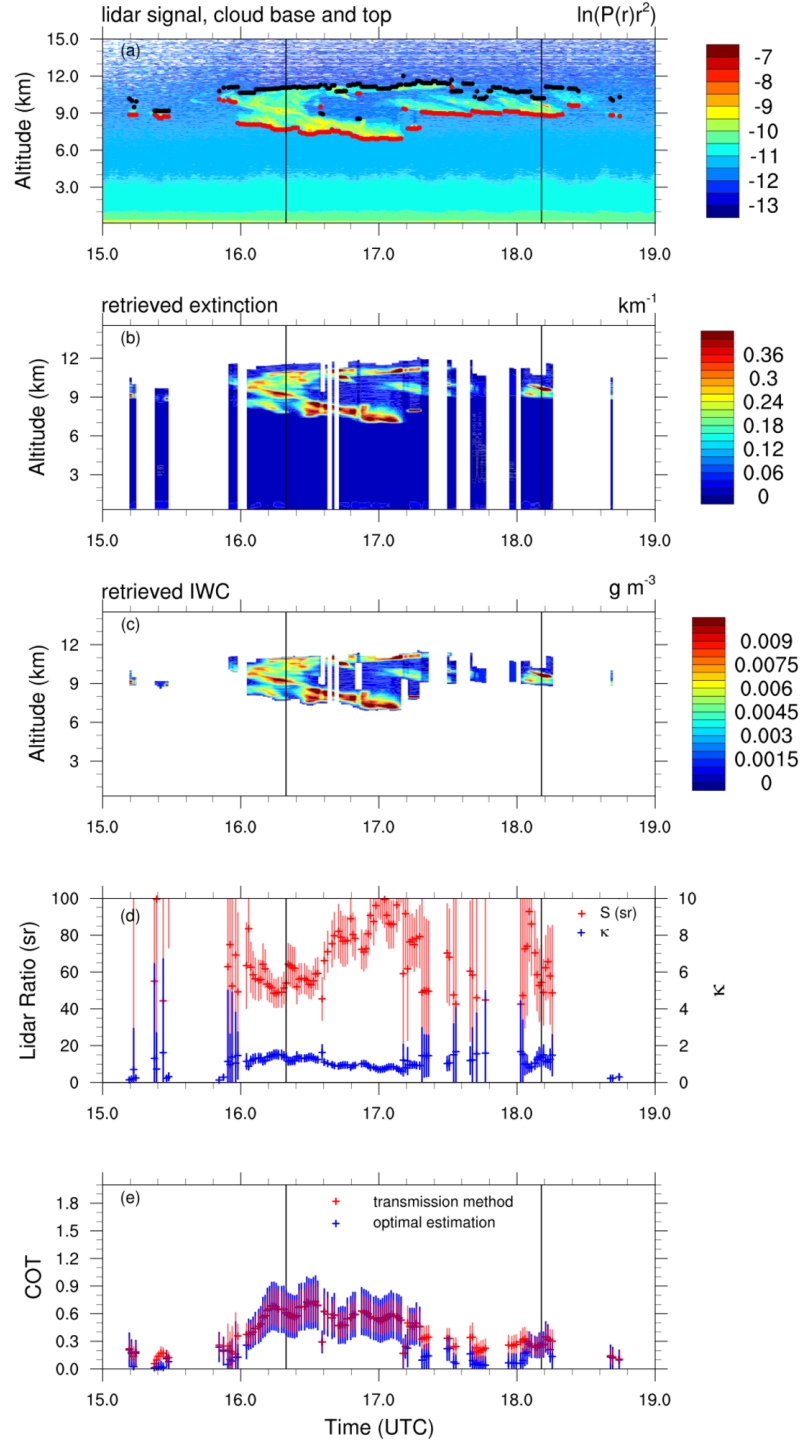 lidar signal, cloud base and top ln(P(r)r²)
(a)
Altitude (km)
15.0
12.0
9.0
6.0
3.0
15.0 16.0 17.0 18.0 19.0
-7
-8
-9
-10
-11
-12
-13
retrieved extinction km⁻¹
(b)
Altitude (km)
12
9
6
3
15.0 16.0 17.0 18.0 19.0
0.36
0.3
0.24
0.18
0.12
0.06
0
retrieved IWC g m⁻³
(c)
Altitude (km)
12
9
6
3
15.0 16.0 17.0 18.0 19.0
0.009
0.0075
0.006
0.0045
0.003
0.0015
0
(d)
Lidar Ratio (sr)
100
80
60
40
20
0
S (sr)
κ
10
8
6
4
2
0
κ
15.0 16.0 17.0 18.0 19.0
(e)
transmission method
optimal estimation
COT
1.8
1.5
1.2
0.9
0.6
0.3
0.0
15.0 16.0 17.0 18.0 19.0
Time (UTC)